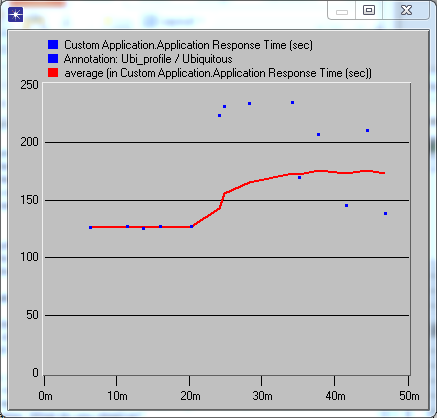 Custom Application.Application Response Time (sec)
Annotation: Ubi_profile / Ubiquitous
average (in Custom Application.Application Response Time (sec))
250
200
150
100
50
0
0m 10m 20m 30m 40m 50m